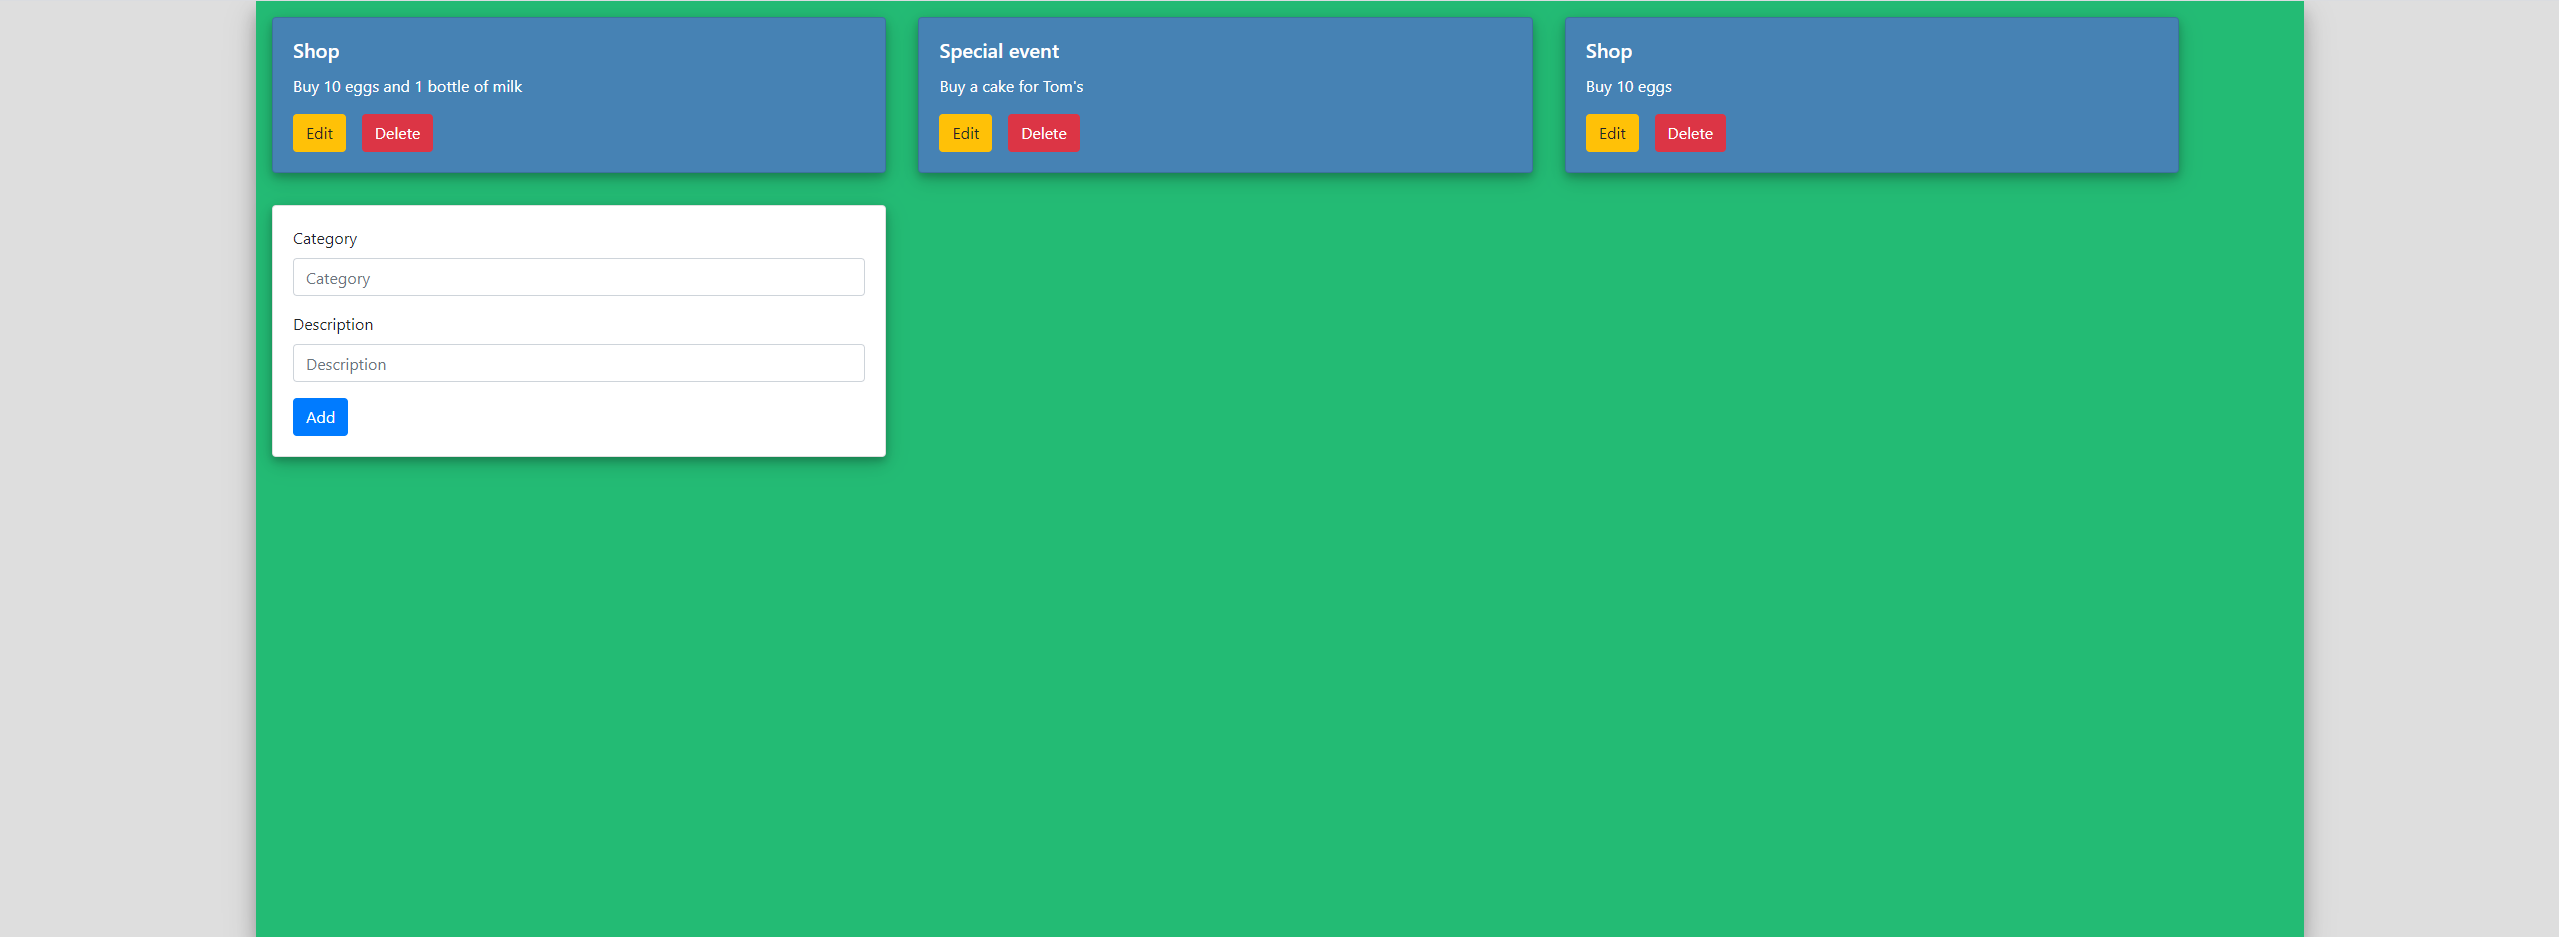 Shop
Buy 10 eggs and 1 bottle of milk
Edit Delete
Special event
Buy a cake for Tom's
Edit Delete
Shop
Buy 10 eggs
Edit Delete
Category
Category
Description
Description
Add